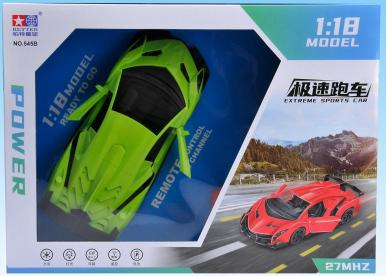 NO.645B
1:18
MODEL
极速跑车
EXTREME SPORTS CAR
POWER
1:18 MODEL
READY TO GO
REMOTE CONTROL
CHANNEL
27MHZ